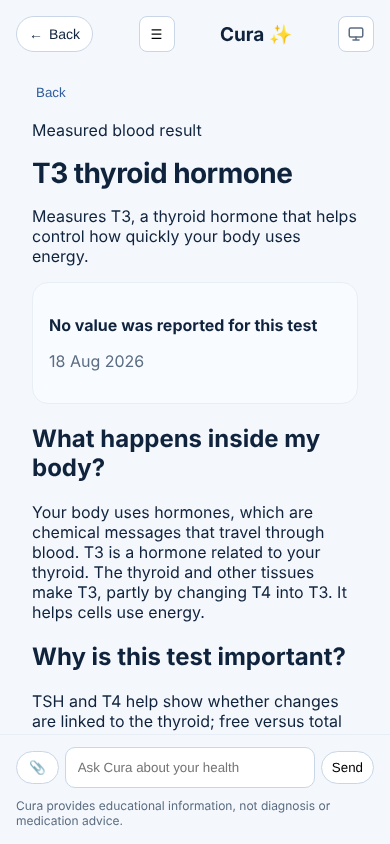 ← Back
☰
Cura ✨
Back
Measured blood result
T3 thyroid hormone
Measures T3, a thyroid hormone that helps
control how quickly your body uses
energy.
No value was reported for this test
18 Aug 2026
What happens inside my
body?
Your body uses hormones, which are
chemical messages that travel through
blood. T3 is a hormone related to your
thyroid. The thyroid and other tissues
make T3, partly by changing T4 into T3. It
helps cells use energy.
Why is this test important?
TSH and T4 help show whether changes
are linked to the thyroid; free versus total
Ask Cura about your health
Send
Cura provides educational information, not diagnosis or
medication advice.